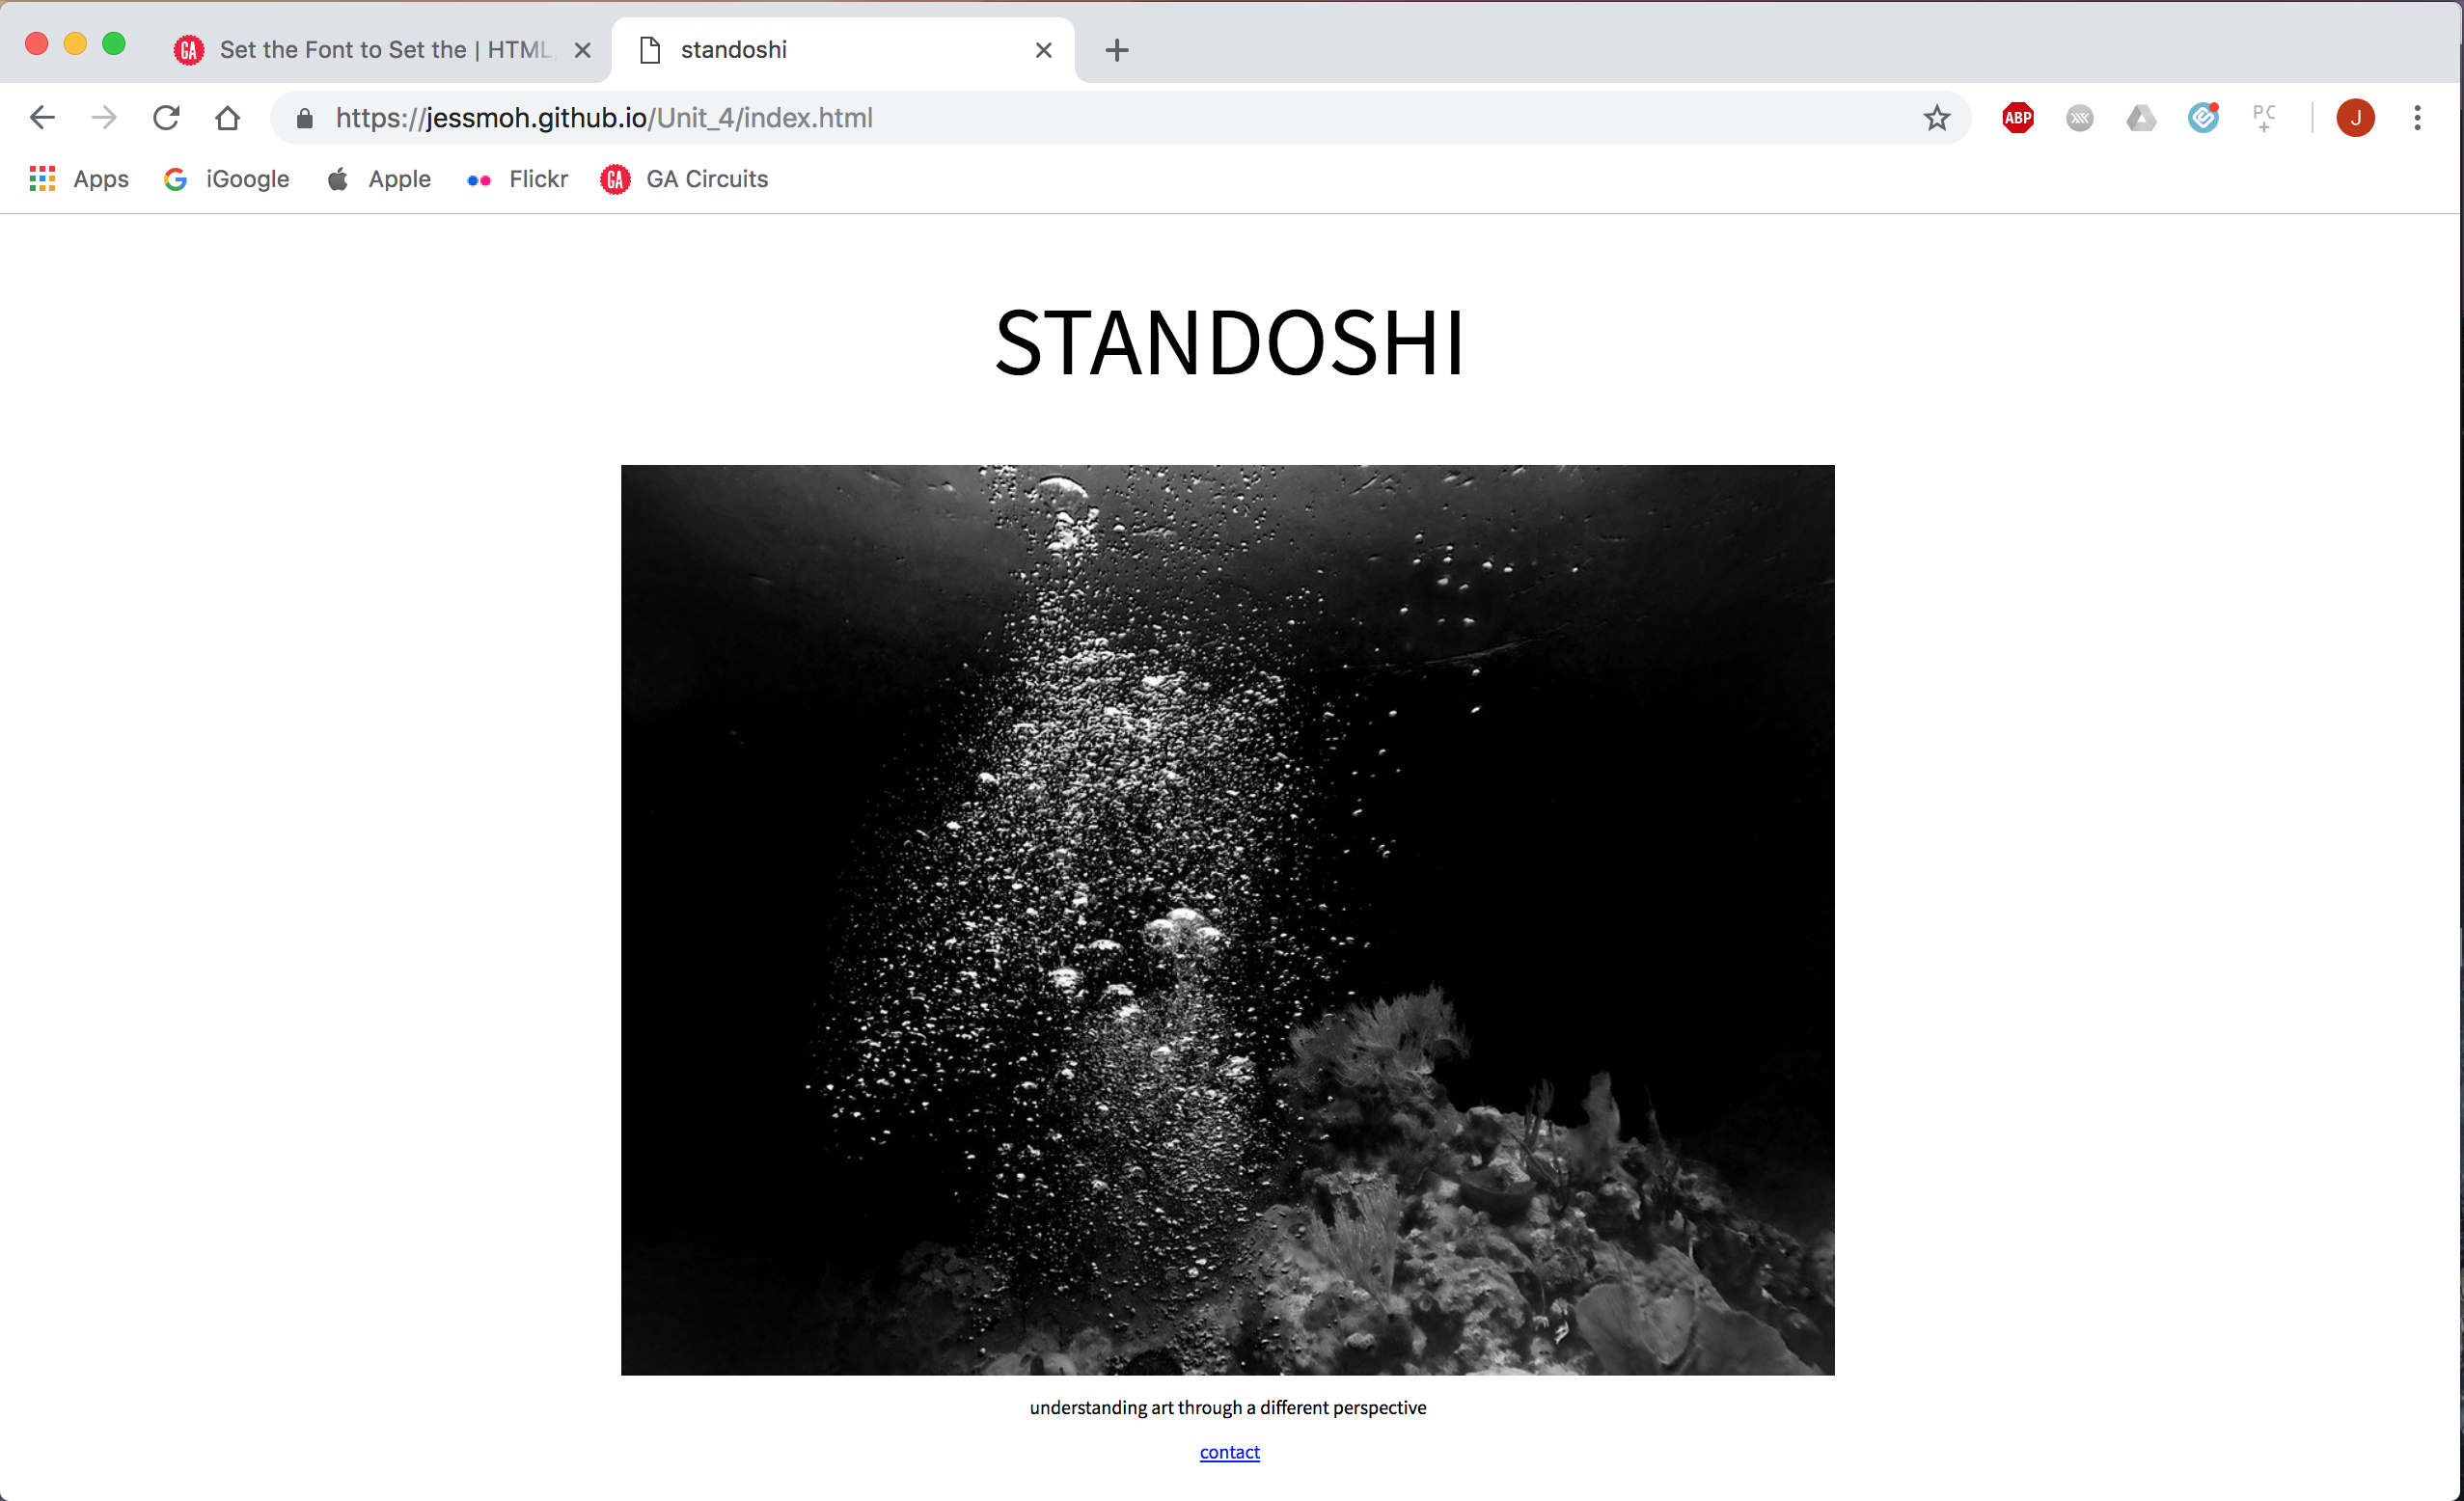 GA Set the Font to Set the | HTML, standoshi
https://jessmoh.github.io/Unit_4/index.html ABP PC J
Apps iGoogle Apple Flickr GA GA Circuits
STANDOSHI
understanding art through a different perspective
contact